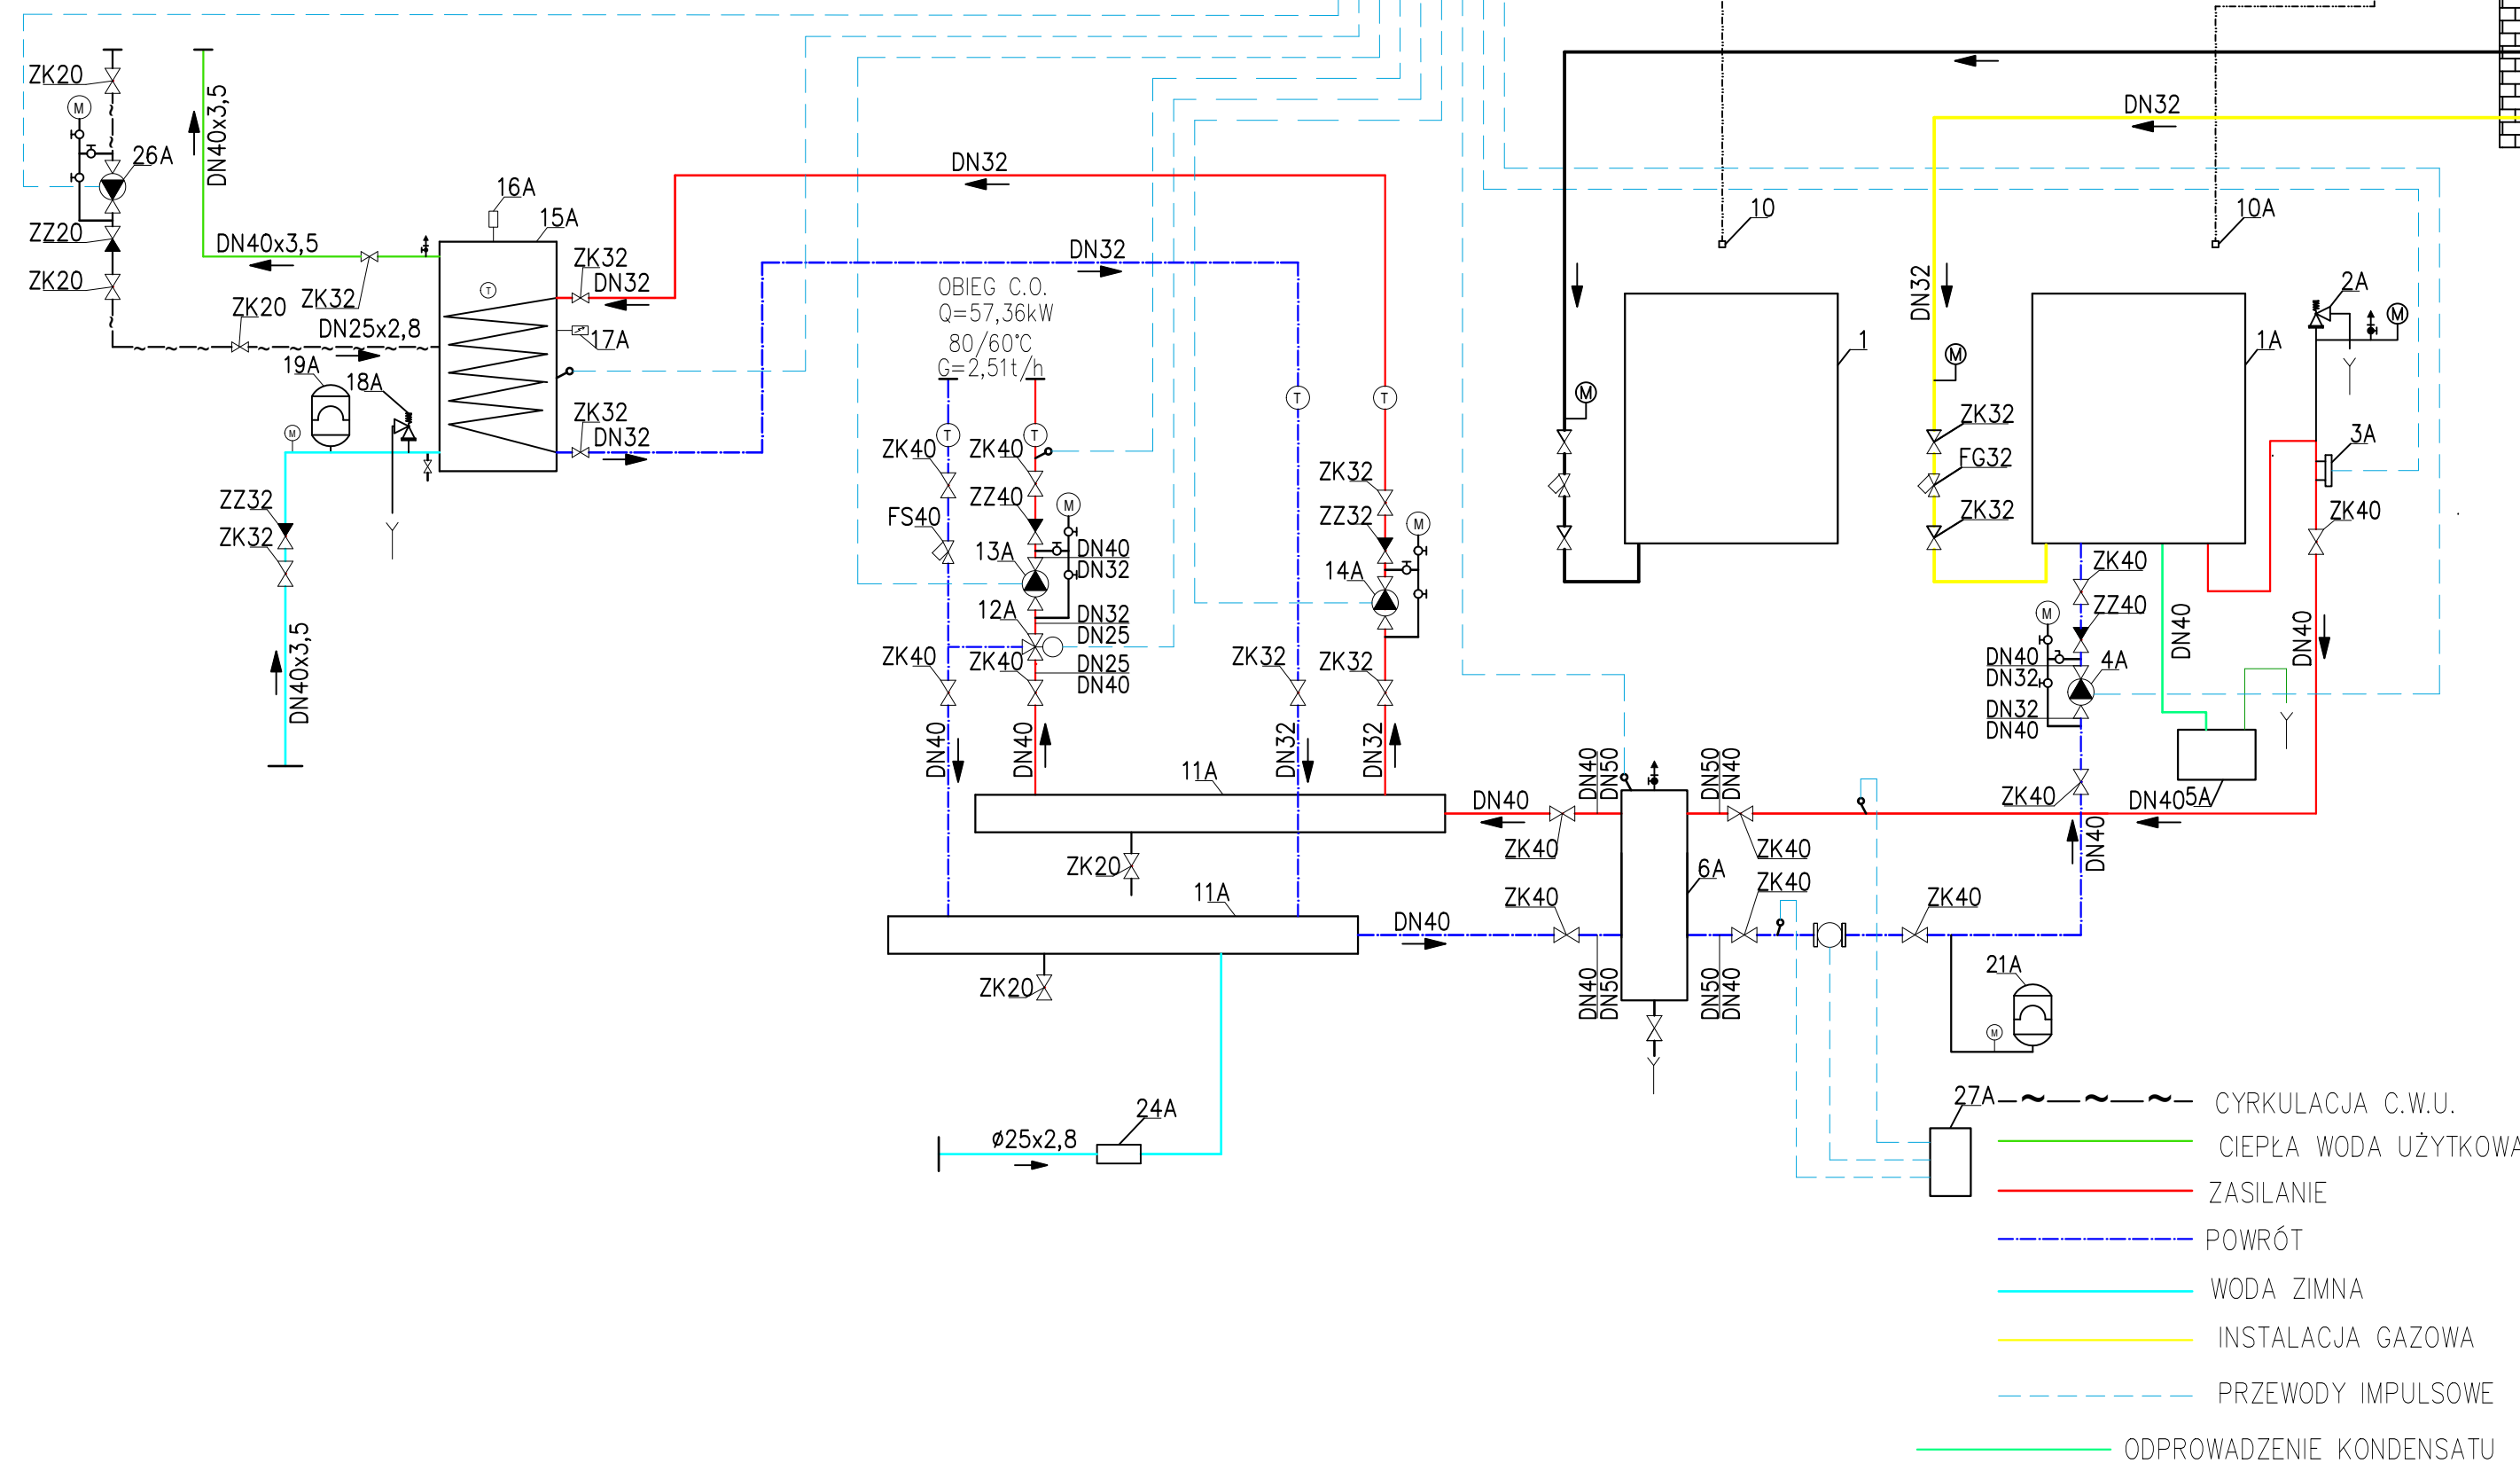 ZK20
M
26A
DN40x3,5
ZZ20
ZK20
DN40x3,5
ZK32
ZK20
DN25x2,8
16A
15A
T
ZK32
DN32
17A
19A
18A
M
ZK32
DN32
ZZ32
ZK32
DN40x3,5
DN32
DN32
OBIEG C.O.
Q=57,36kW
80/60°C
G=2,51t/h
T
T
T
T
ZK40
ZK40
FS40
ZZ40
M
13A
DN40
DN32
12A
DN32
DN25
ZK40
ZK40
DN25
DN40
ZK32
ZZ32
M
14A
ZK32
ZK32
DN40
DN40
DN32
DN32
11A
ZK20
11A
ZK20
DN40
ZK40
DN40
DN50
DN50
DN40
ZK40
DN40
ZK40
DN40
DN50
6A
ZK40
DN50
DN40
ZK40
21A
M
24A
ø25x2,8
27A
DN32
DN32
10
10A
M
1
M
ZK32
FG32
ZK32
1A
2A
M
3A
ZK40
ZK40
ZZ40
M
DN40
DN32
4A
DN32
DN40
DN40
DN40
ZK40
DN40
5A
DN40
CYRKULACJA C.W.U.
CIEPŁA WODA UŻYTKOWA
ZASILANIE
POWRÓT
WODA ZIMNA
INSTALACJA GAZOWA
PRZEWODY IMPULSOWE
ODPROWADZENIE KONDENSATU